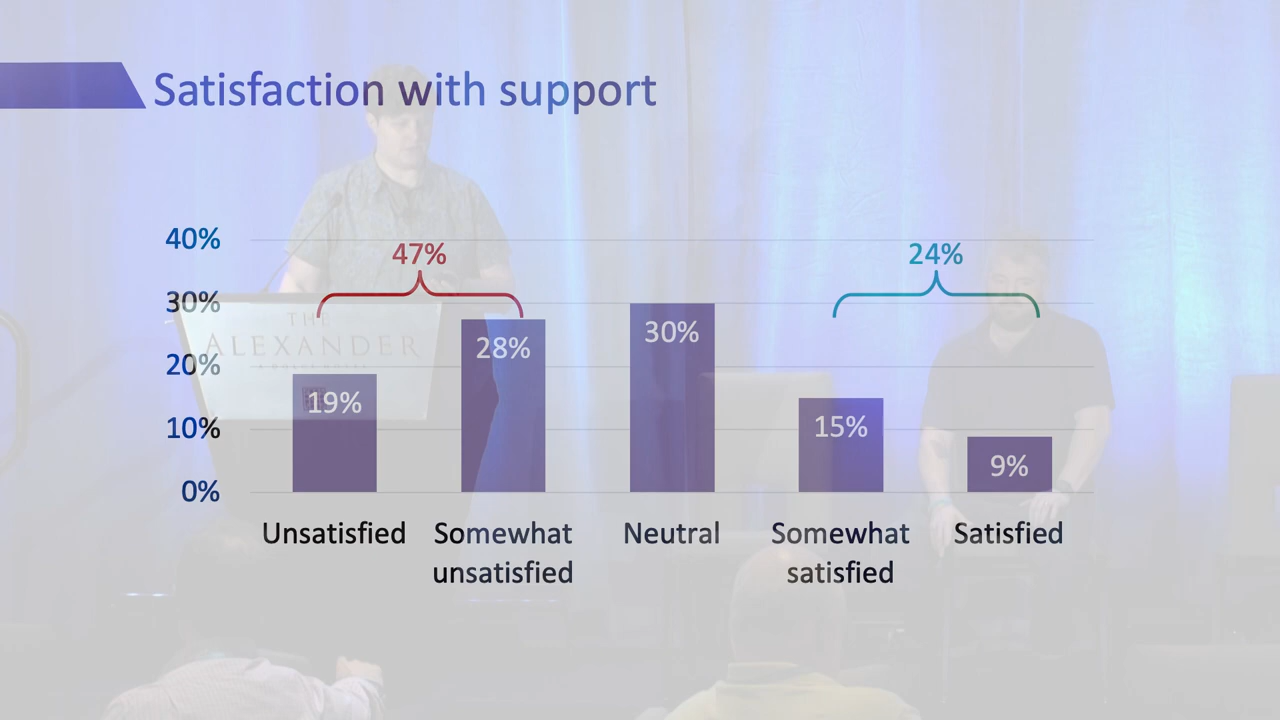 Satisfaction with support
40%
47%
24%
30%
THE
ALEXANDER
28%
30%
20%
19%
15%
10%
9%
0%
Unsatisfied
Somewhat
unsatisfied
Neutral
Somewhat
satisfied
Satisfied